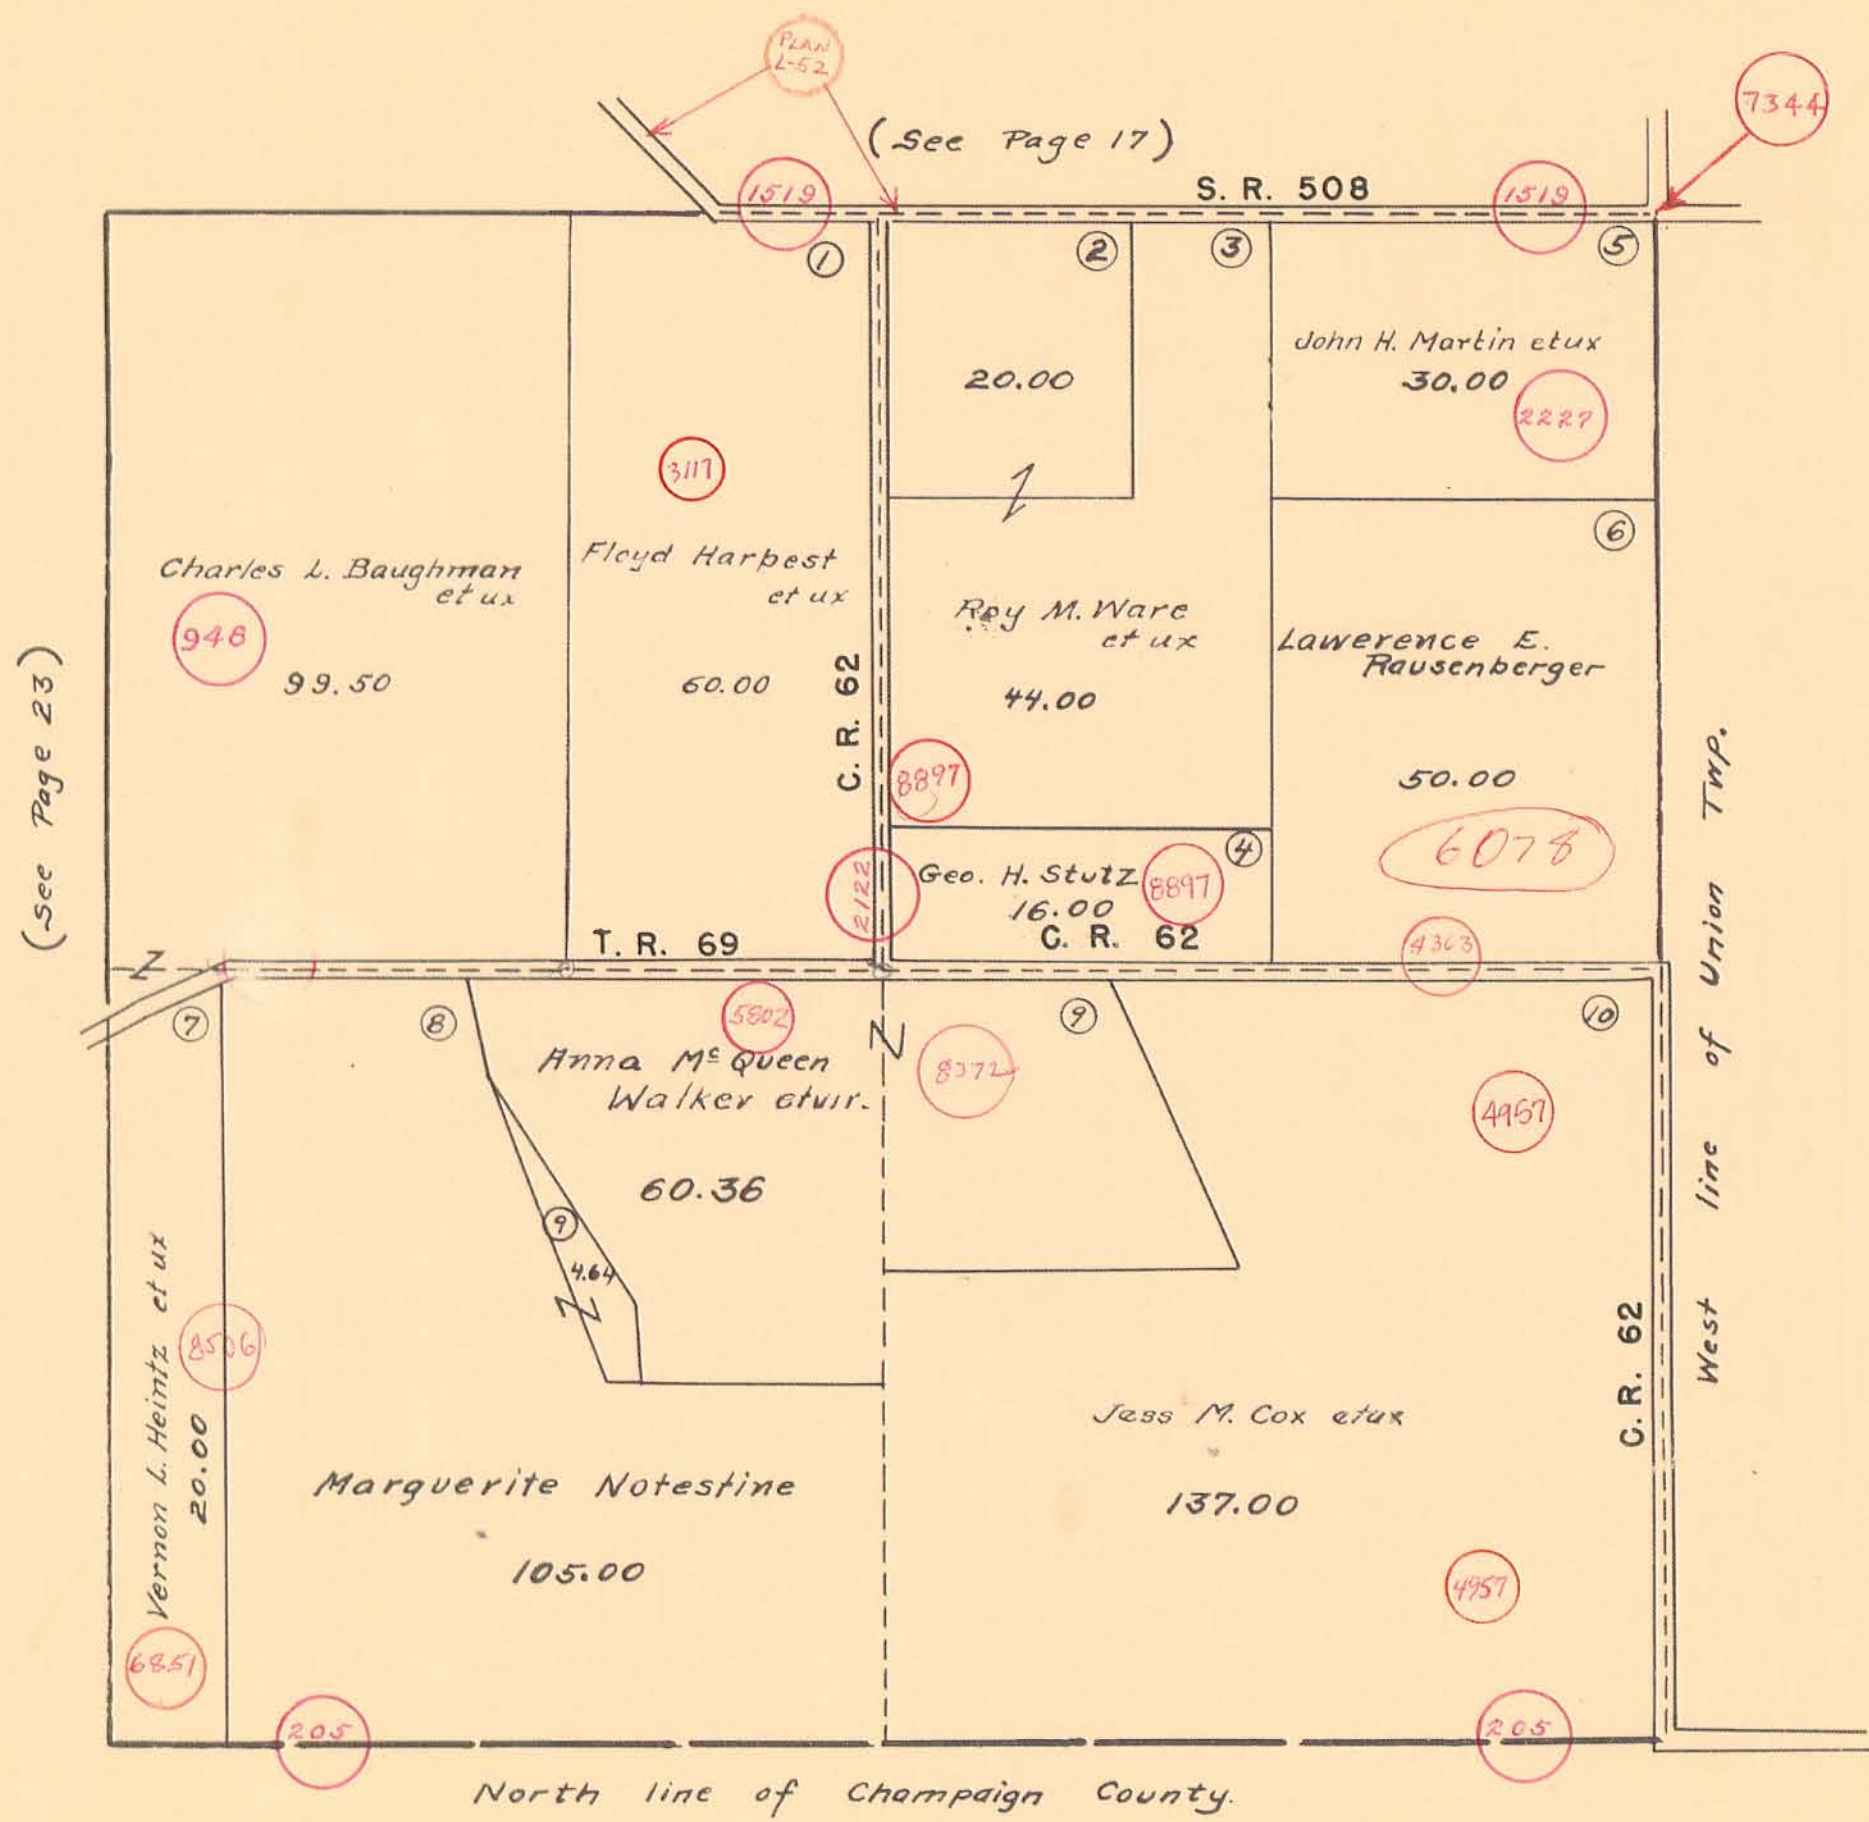 PLAN
L-52
7344
(See Page 17)
1519
S. R. 508
1519
1
2
3
5
John H. Martin etux
30.00
2227
20.00
3117
6
Charles L. Baughman
et ux
Floyd Harpest
et ux
Roy M. Ware
et ux
Lawerence E.
Rausenberger
948
99.50
60.00
C. R. 62
44.00
50.00
(See Page 23)
8897
6078
4
Geo. H. Stutz
8897
16.00
2122
T. R. 69
C. R. 62
4363
7
8
5802
9
10
Anna Mc Queen
Walker etvir.
8372
4957
60.36
9
4.64
Vernon L. Heintz et ux
20.00
8506
C. R. 62
West line of Union Twp.
Jess M. Cox etux
137.00
Marguerite Notestine
105.00
4957
6851
205
205
North line of Champaign County.